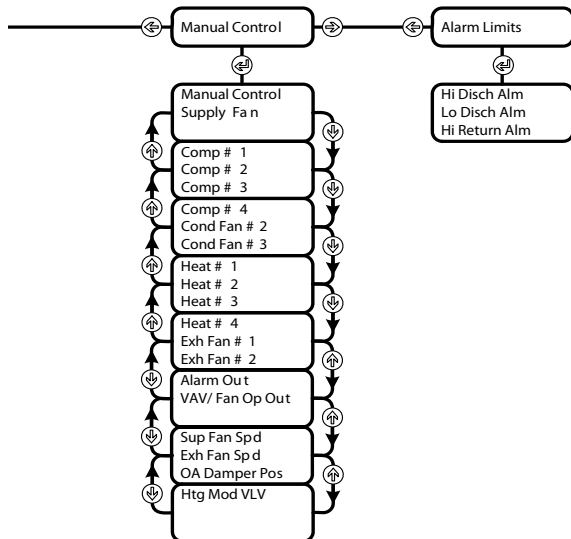 Manual Control
Alarm Limits
Manual Control
Supply Fan
Hi Disch Alm
Lo Disch Alm
Hi Return Alm
Comp # 1
Comp # 2
Comp # 3
Comp # 4
Cond Fan # 2
Cond Fan # 3
Heat # 1
Heat # 2
Heat # 3
Heat # 4
Exh Fan # 1
Exh Fan # 2
Alarm Out
VAV/ Fan Op Out
Sup Fan Spd
Exh Fan Spd
OA Damper Pos
Htg Mod VLV